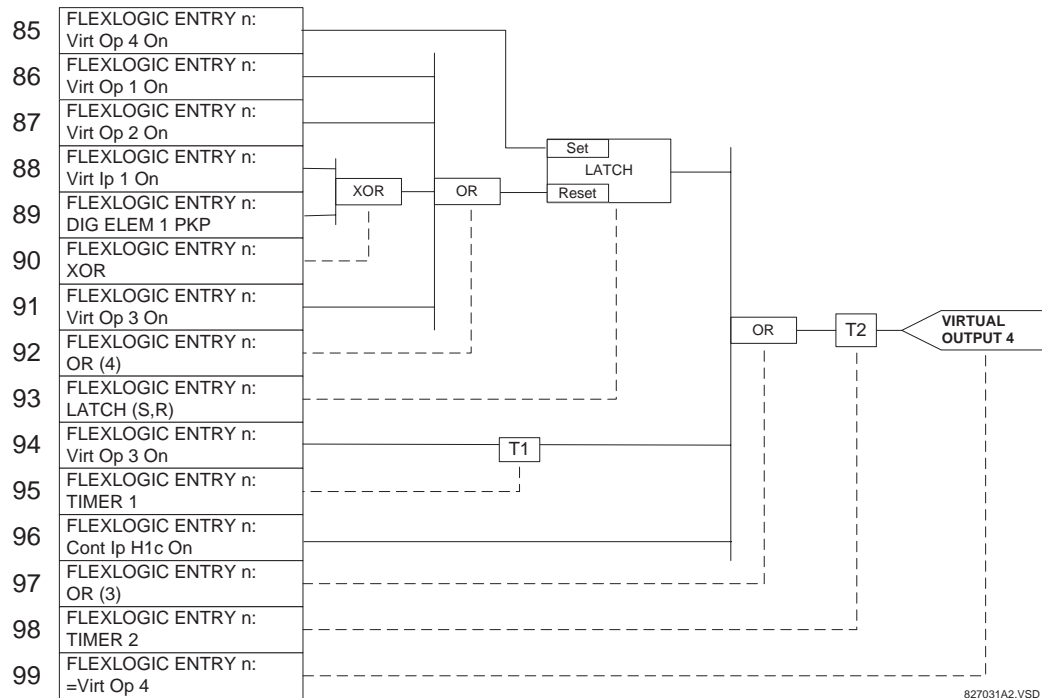 85 FLEXLOGIC ENTRY n:
Virt Op 4 On
86 FLEXLOGIC ENTRY n:
Virt Op 1 On
87 FLEXLOGIC ENTRY n:
Virt Op 2 On
88 FLEXLOGIC ENTRY n:
Virt Ip 1 On
89 FLEXLOGIC ENTRY n:
DIG ELEM 1 PKP
90 FLEXLOGIC ENTRY n:
XOR
91 FLEXLOGIC ENTRY n:
Virt Op 3 On
92 FLEXLOGIC ENTRY n:
OR (4)
93 FLEXLOGIC ENTRY n:
LATCH (S,R)
94 FLEXLOGIC ENTRY n:
Virt Op 3 On
95 FLEXLOGIC ENTRY n:
TIMER 1
96 FLEXLOGIC ENTRY n:
Cont Ip H1c On
97 FLEXLOGIC ENTRY n:
OR (3)
98 FLEXLOGIC ENTRY n:
TIMER 2
99 FLEXLOGIC ENTRY n:
=Virt Op 4
XOR
OR
Set
LATCH
Reset
T1
OR
T2
VIRTUAL
OUTPUT 4
827031A2.VSD